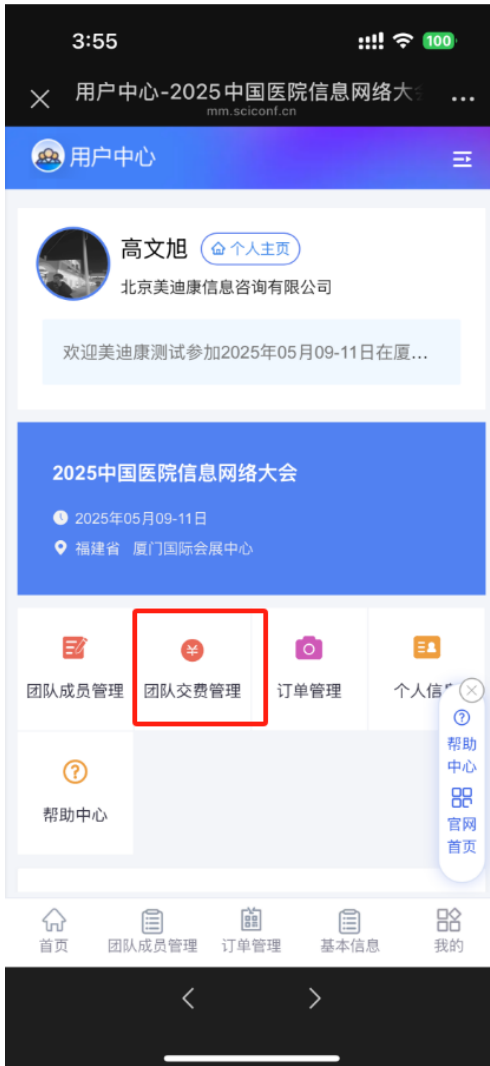 3:55
100
用户中心-2025中国医院信息网络大
mm.sciconf.cn
用户中心
高文旭
个人主页
北京美迪康信息咨询有限公司
欢迎美迪康测试参加2025年05月09-11日在厦...
2025中国医院信息网络大会
2025年05月09-11日
福建省 厦门国际会展中心
团队成员管理
团队交费管理
订单管理
个人信
帮助中心
帮助
中心
官网
首页
首页
团队成员管理
订单管理
基本信息
我的